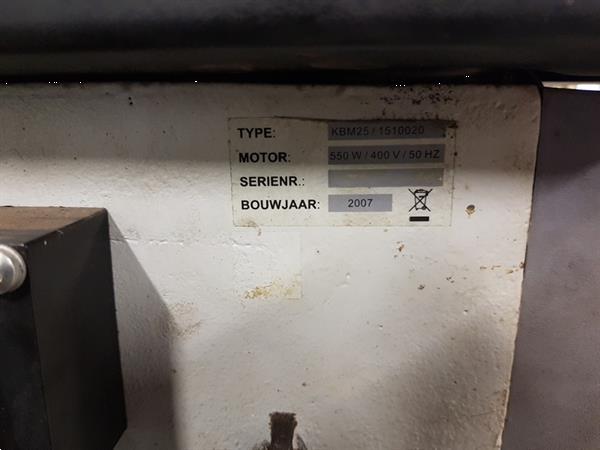 TYPE: KBM25 / 1510020
MOTOR: 550 W / 400 V / 50 HZ
SERIENR.:
BOUWJAAR: 2007